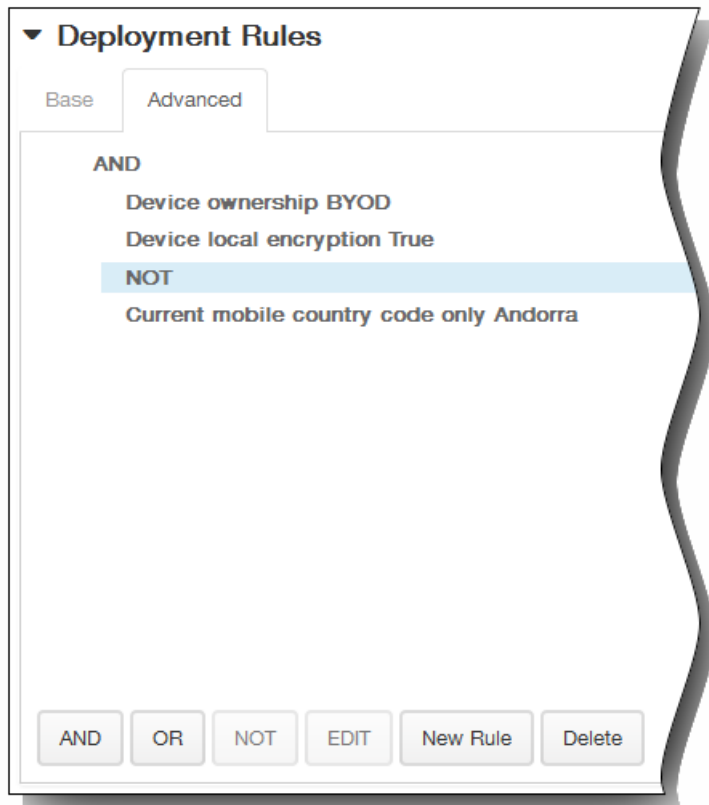 Deployment Rules
Base Advanced
AND
Device ownership BYOD
Device local encryption True
NOT
Current mobile country code only Andorra
AND OR NOT EDIT New Rule Delete